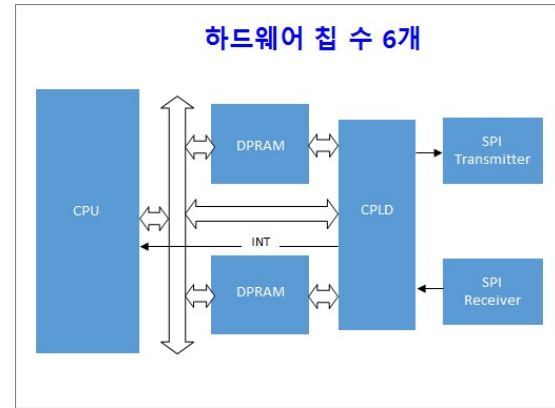 하드웨어 칩 수 6개
CPU
DPRAM
CPLD
INT
DPRAM
SPI
Transmitter
SPI
Receiver